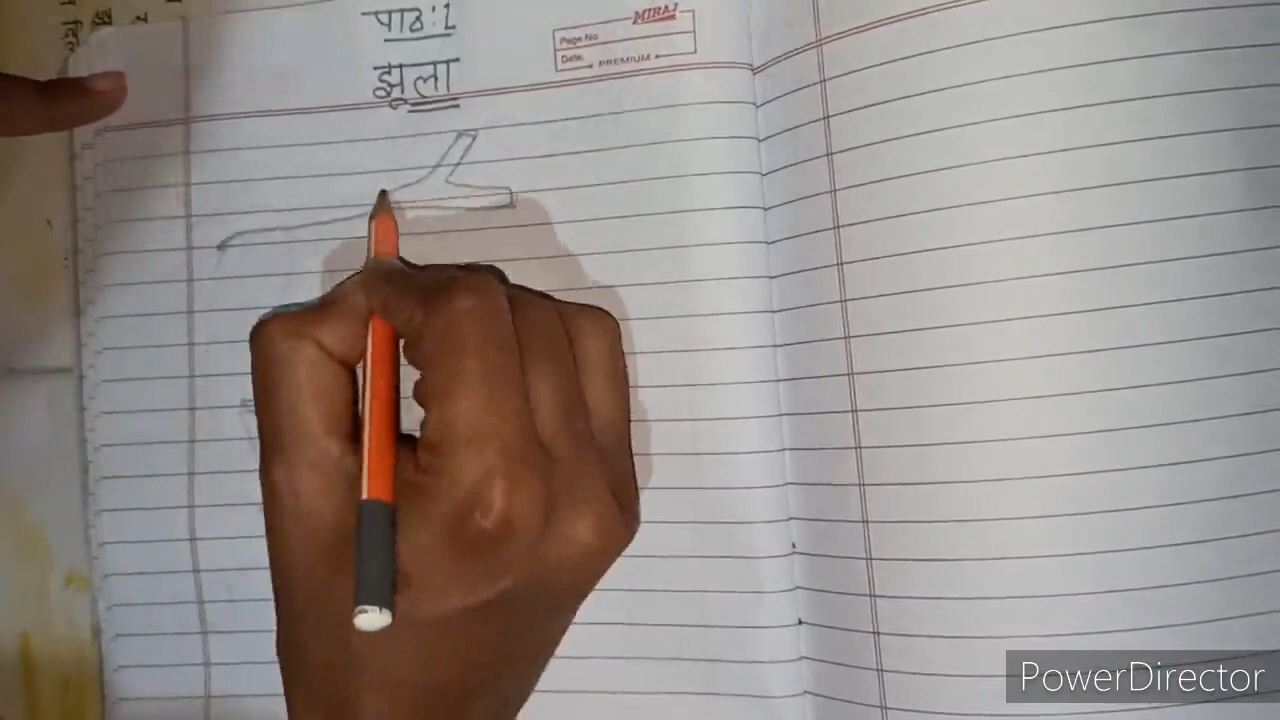 पाठ:1
झूला
MIRAJ
Page No
Date:
PREMIUM
PowerDirector